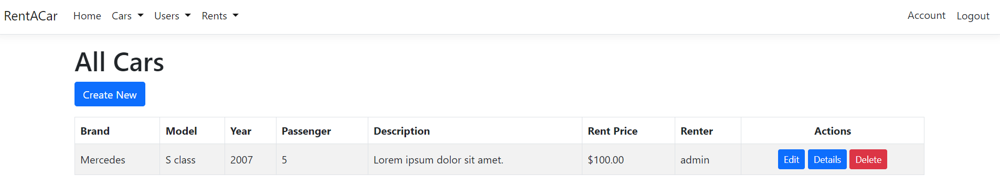 RentACar Home Cars Users Rents Account Logout
All Cars
Create New
Brand Model Year Passenger Description Rent Price Renter Actions
Mercedes S class 2007 5 Lorem ipsum dolor sit amet. $100.00 admin Edit Details Delete